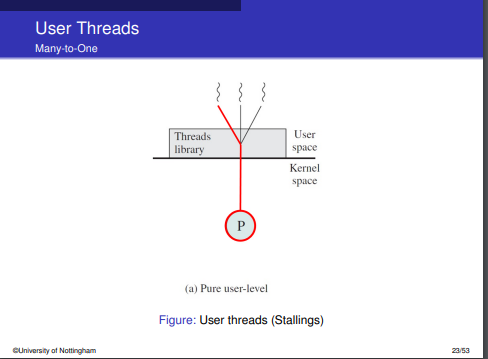 User Threads
Many-to-One
Threads
library
User
space
Kernel
space
P
(a) Pure user-level
Figure: User threads (Stallings)
©University of Nottingham
23/53